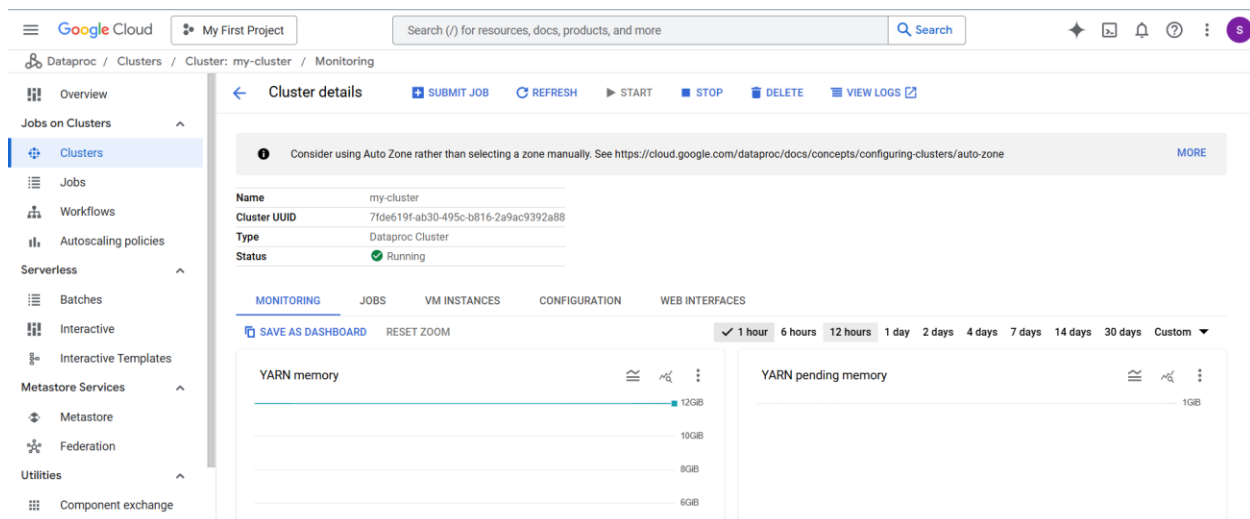 Google Cloud
My First Project
Search (/) for resources, docs, products, and more
Search
S
Dataproc / Clusters / Cluster: my-cluster / Monitoring
Overview
Jobs on Clusters
Clusters
Jobs
Workflows
Autoscaling policies
Serverless
Batches
Interactive
Interactive Templates
Metastore Services
Metastore
Federation
Utilities
Component exchange
Cluster details
SUBMIT JOB
REFRESH
START
STOP
DELETE
VIEW LOGS
Consider using Auto Zone rather than selecting a zone manually. See https://cloud.google.com/dataproc/docs/concepts/configuring-clusters/auto-zone
MORE
Name my-cluster
Cluster UUID 7fde619f-ab30-495c-b816-2a9ac9392a88
Type Dataproc Cluster
Status Running
MONITORING JOBS VM INSTANCES CONFIGURATION WEB INTERFACES
SAVE AS DASHBOARD RESET ZOOM
1 hour 6 hours 12 hours 1 day 2 days 4 days 7 days 14 days 30 days Custom
YARN memory
12GiB
10GiB
8GiB
6GiB
YARN pending memory
1GiB